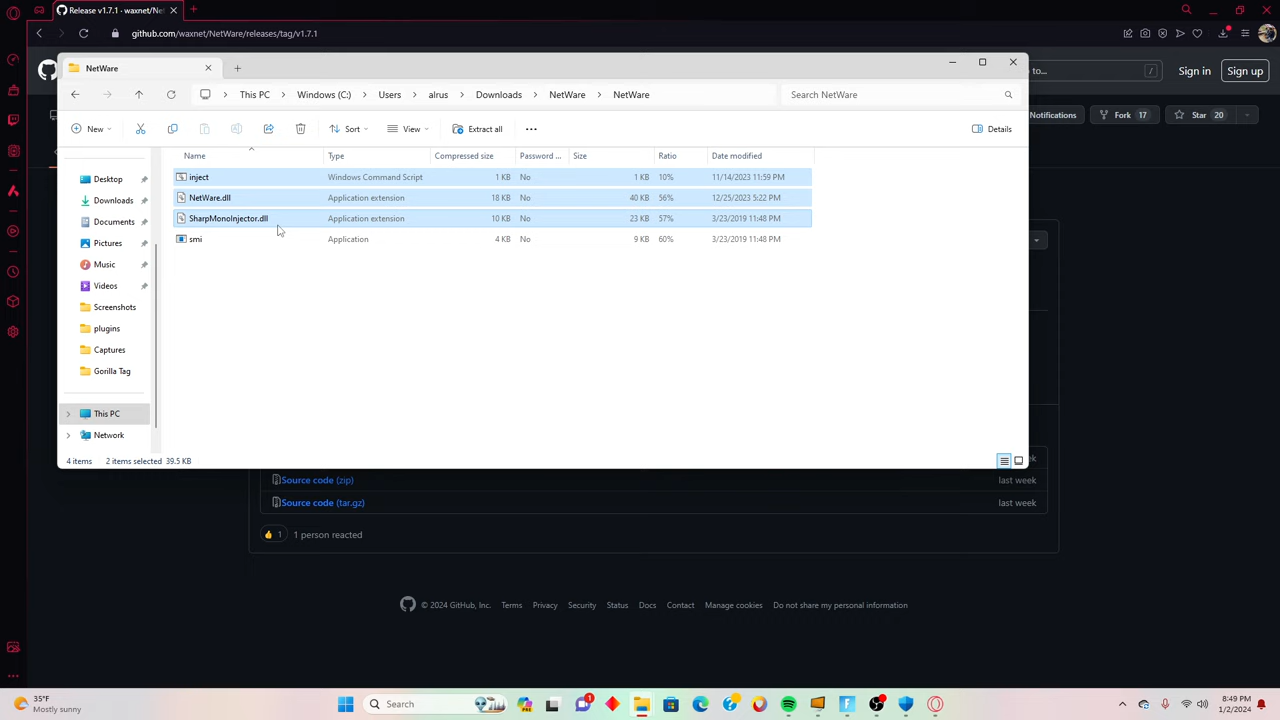 Release v1.7.1 · waxnet/Net
github.com/waxnet/NetWare/releases/tag/v1.7.1
NetWare
This PC > Windows (C:) > Users > alrus > Downloads > NetWare > NetWare
Search NetWare
to...
/
Sign in
Sign up
New
Sort
View
Extract all
Details
Notifications
Fork 17
Star 20
Name Type Compressed size Password ... Size Ratio Date modified
inject Windows Command Script 1 KB No 1 KB 10% 11/14/2023 11:59 PM
NetWare.dll Application extension 18 KB No 40 KB 56% 12/25/2023 5:22 PM
SharpMonoInjector.dll Application extension 10 KB No 23 KB 57% 3/23/2019 11:48 PM
smi Application 4 KB No 9 KB 60% 3/23/2019 11:48 PM
Desktop
Downloads
Documents
Pictures
Music
Videos
Screenshots
plugins
Captures
Gorilla Tag
This PC
Network
4 items 2 items selected 39.5 KB
Source code (zip) last week
Source code (tar.gz) last week
👍 1 1 person reacted
© 2024 GitHub, Inc. Terms Privacy Security Status Docs Contact Manage cookies Do not share my personal information
35°F
Mostly sunny
Search
1
8:49 PM
1/2/2024